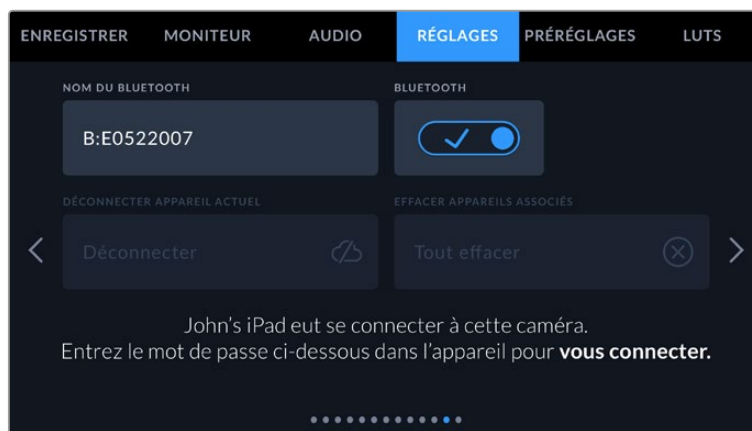 ENREGISTRER MONITEUR AUDIO RÉGLAGES PRÉRÉGLAGES LUTS
NOM DU BLUETOOTH BLUETOOTH
B:E0522007
DÉCONNECTER APPAREIL ACTUEL EFFACER APPAREILS ASSOCIÉS
Déconnecter Tout effacer
John's iPad eut se connecter à cette caméra.
Entrez le mot de passe ci-dessous dans l'appareil pour vous connecter.